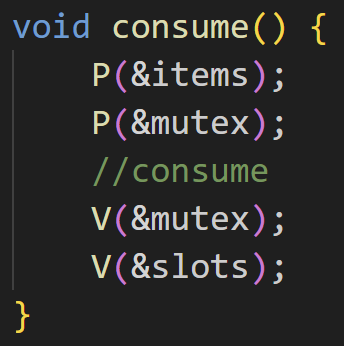 void consume() {
    P(&items);
    P(&mutex);
    //consume
    V(&mutex);
    V(&slots);
}